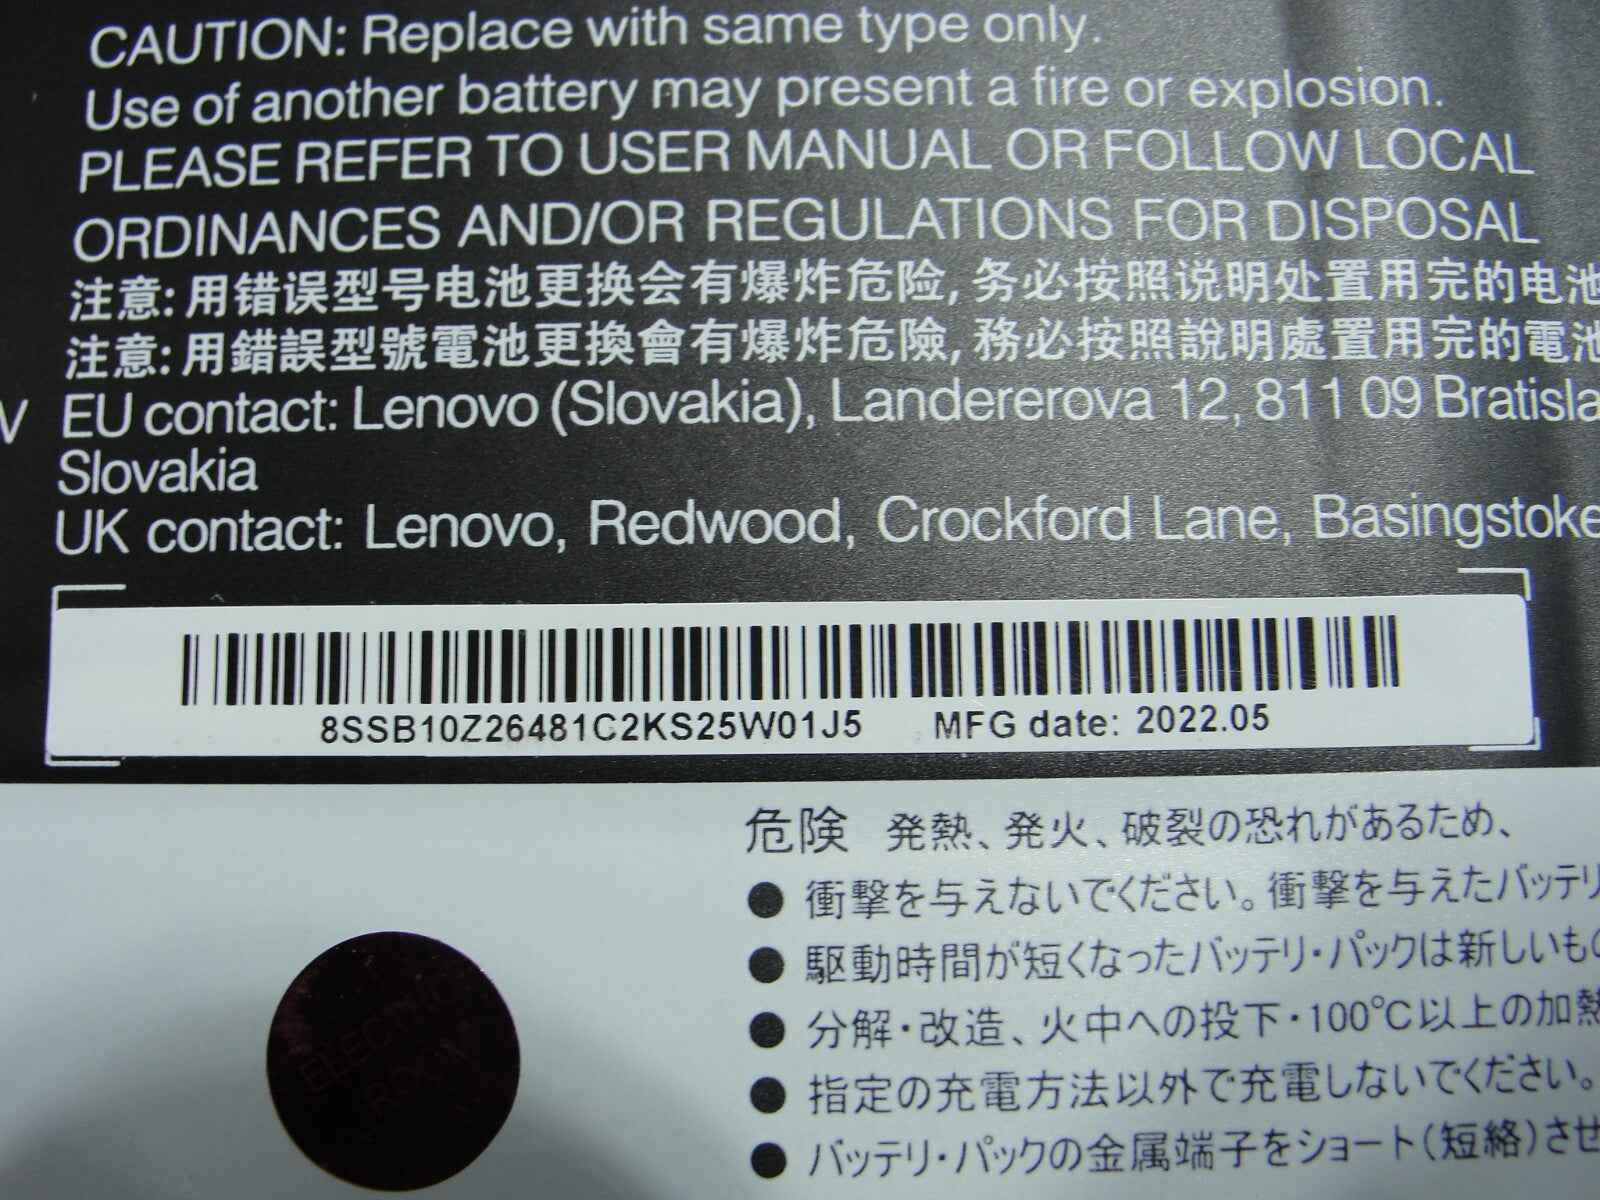 CAUTION: Replace with same type only.
Use of another battery may present a fire or explosion.
PLEASE REFER TO USER MANUAL OR FOLLOW LOCAL
ORDINANCES AND/OR REGULATIONS FOR DISPOSAL
注意: 用错误型号电池更换会有爆炸危险, 务必按照说明处置用完的电池
注意: 用錯誤型號電池更換會有爆炸危險, 務必按照說明處置用完的電池
V EU contact: Lenovo (Slovakia), Landererova 12, 811 09 Bratisla
Slovakia
UK contact: Lenovo, Redwood, Crockford Lane, Basingstoke
8SSB10Z26481C2KS25W01J5 MFG date: 2022.05
危険 発熱、発火、破裂の恐れがあるため、
● 衝撃を与えないでください。衝撃を与えたバッテリ
● 駆動時間が短くなったバッテリ・パックは新しいもの
● 分解・改造、火中への投下・100℃以上の加熱
● 指定の充電方法以外で充電しないでください。
● バッテリ・パックの金属端子をショート(短絡)させ
ELECTRIC